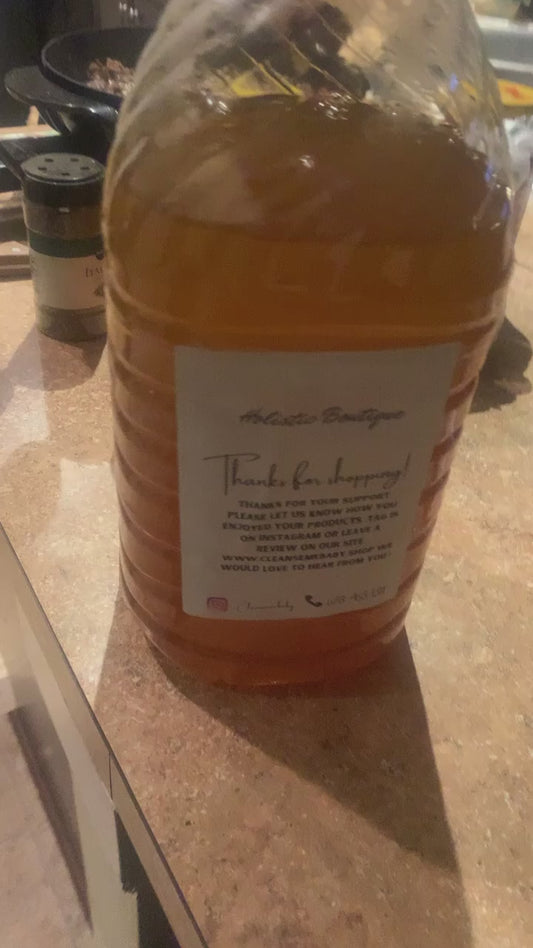 Holistic Boutique
Thanks for shopping!
THANKS FOR YOUR SUPPORT
PLEASE LET US KNOW HOW YOU
ENJOYED YOUR PRODUCTS TAG IS
ON INSTAGRAM OR LEAVE A
REVIEW ON OUR SITE
WWW.CLEANSEMEBABY.SHOP WE
WOULD LOVE TO HEAR FROM YOU!